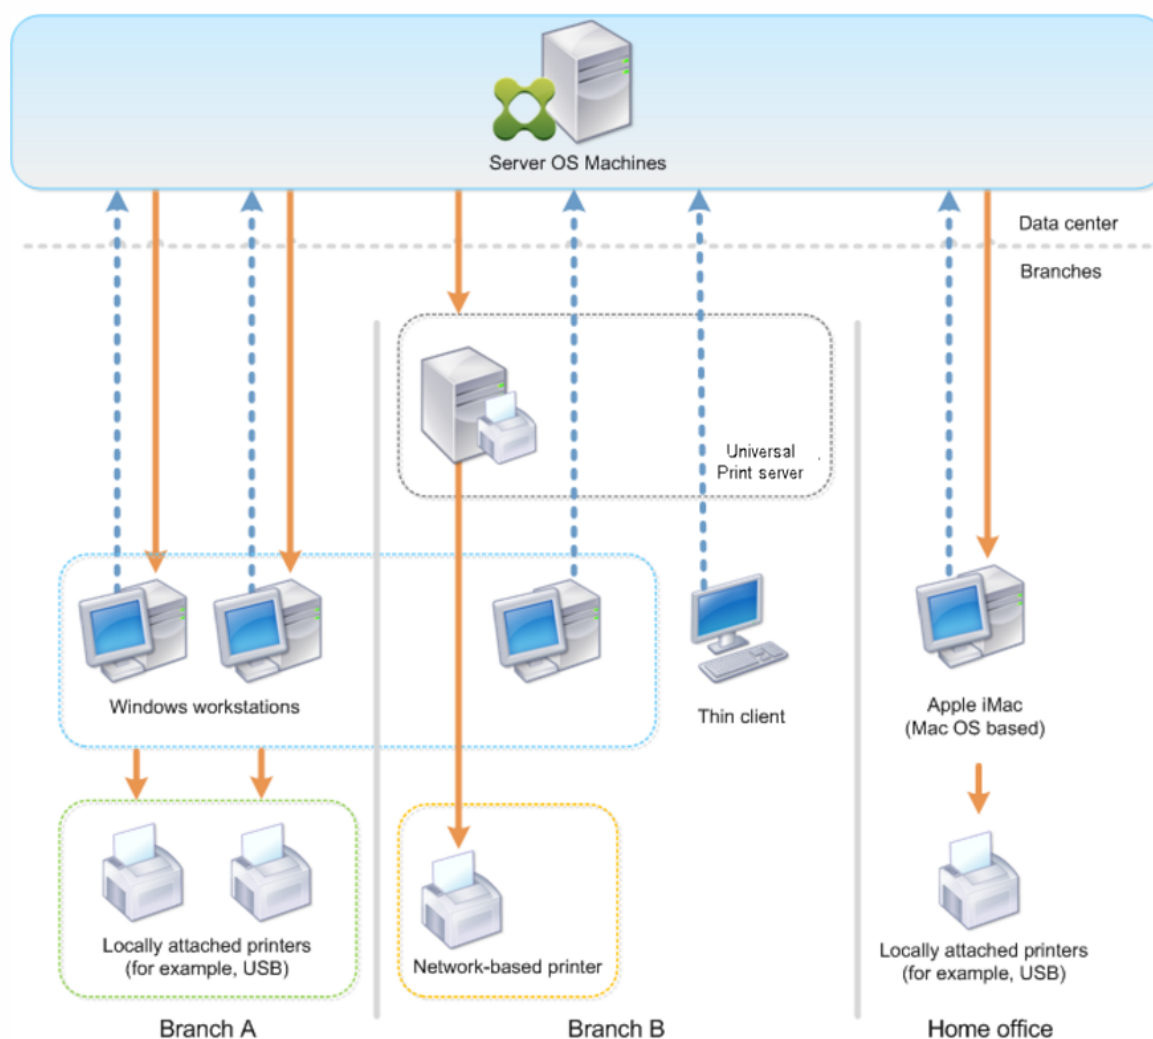 Server OS Machines
Data center
Branches
Universal
Print server
Windows workstations
Thin client
Apple iMac
(Mac OS based)
Locally attached printers
(for example, USB)
Network-based printer
Locally attached printers
(for example, USB)
Branch A
Branch B
Home office